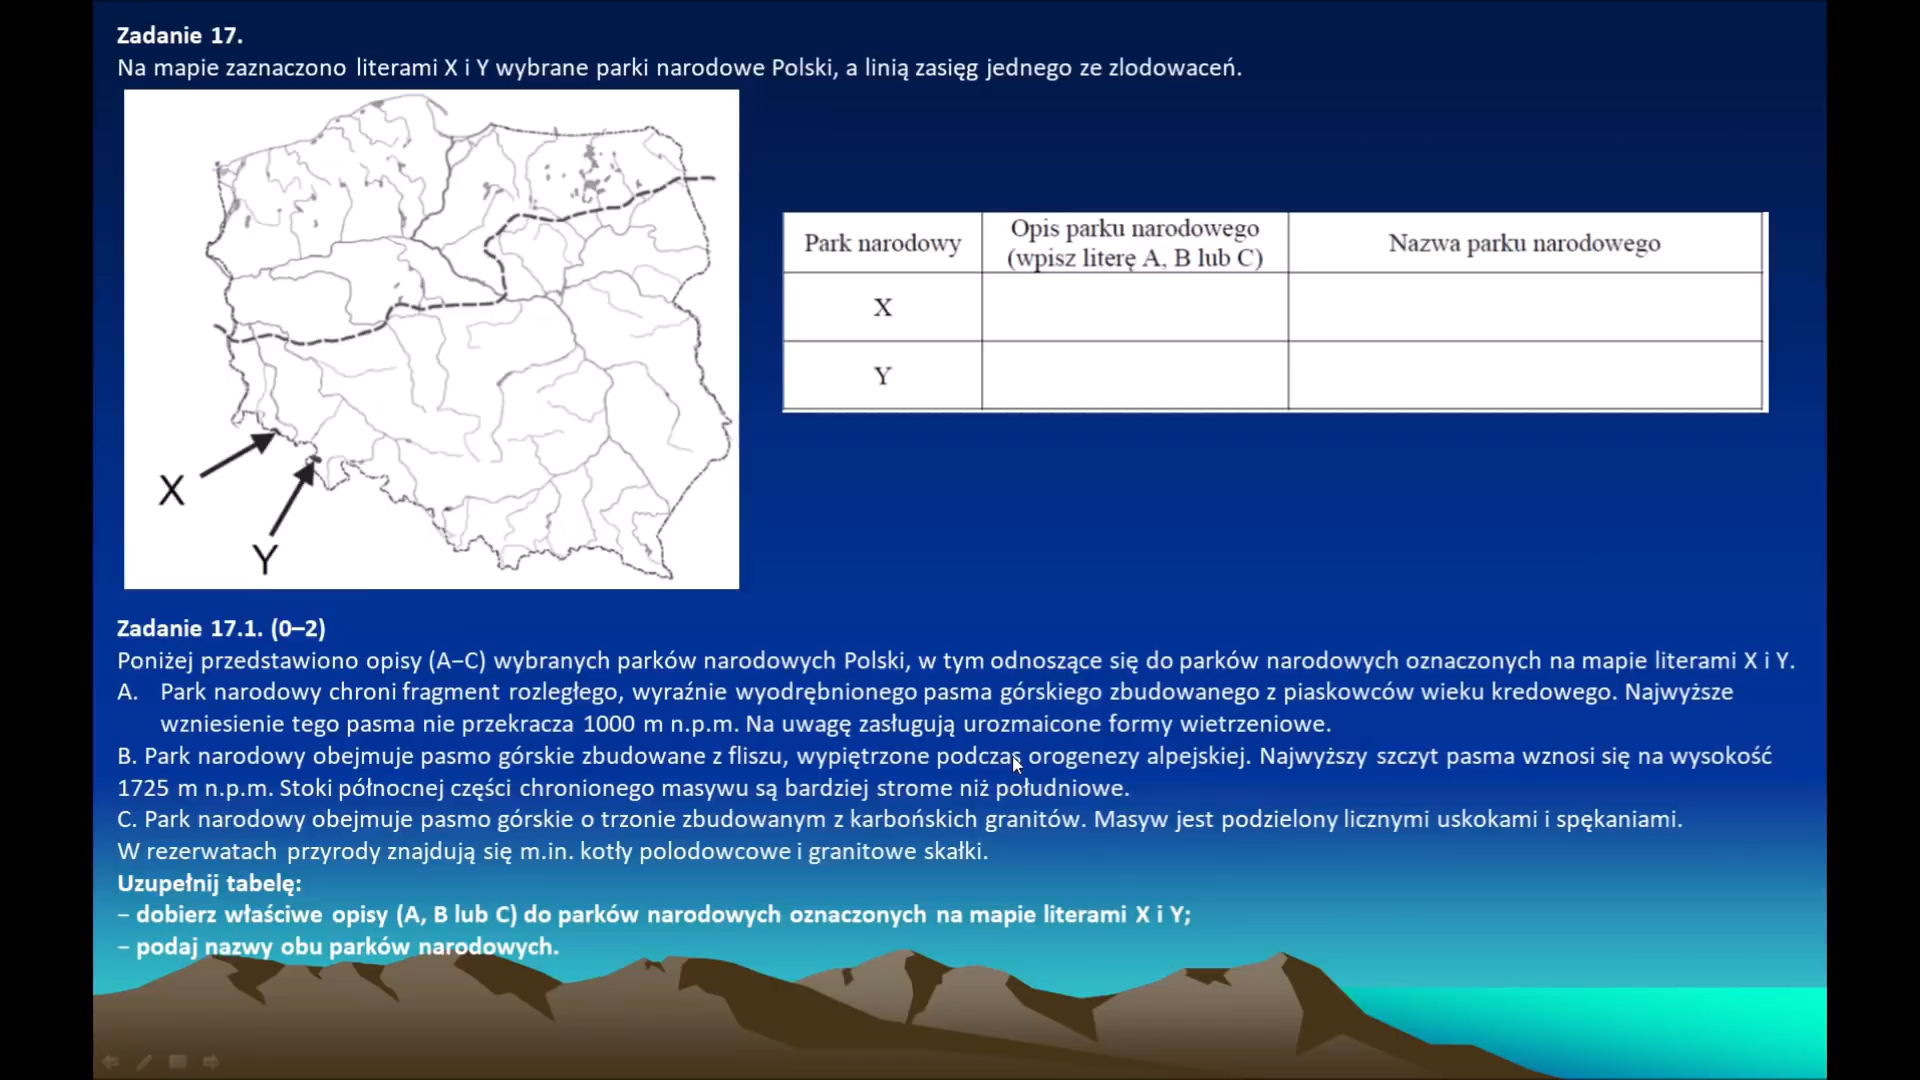 Zadanie 17.
Na mapie zaznaczono literami X i Y wybrane parki narodowe Polski, a linią zasięg jednego ze zlodowaceń.
Park narodowy
Opis parku narodowego
(wpisz literę A, B lub C)
Nazwa parku narodowego
X
Y
X
Y
Zadanie 17.1. (0–2)
Poniżej przedstawiono opisy (A–C) wybranych parków narodowych Polski, w tym odnoszące się do parków narodowych oznaczonych na mapie literami X i Y.
A. Park narodowy chroni fragment rozległego, wyraźnie wyodrębnionego pasma górskiego zbudowanego z piaskowców wieku kredowego. Najwyższe
wzniesienie tego pasma nie przekracza 1000 m n.p.m. Na uwagę zasługują urozmaicone formy wietrzeniowe.
B. Park narodowy obejmuje pasmo górskie zbudowane z fliszu, wypiętrzone podczas orogenezy alpejskiej. Najwyższy szczyt pasma wznosi się na wysokość
1725 m n.p.m. Stoki północnej części chronionego masywu są bardziej strome niż południowe.
C. Park narodowy obejmuje pasmo górskie o trzonie zbudowanym z karbońskich granitów. Masyw jest podzielony licznymi uskokami i spękaniami.
W rezerwatach przyrody znajdują się m.in. kotły polodowcowe i granitowe skałki.
Uzupełnij tabelę:
– dobierz właściwe opisy (A, B lub C) do parków narodowych oznaczonych na mapie literami X i Y;
– podaj nazwy obu parków narodowych.